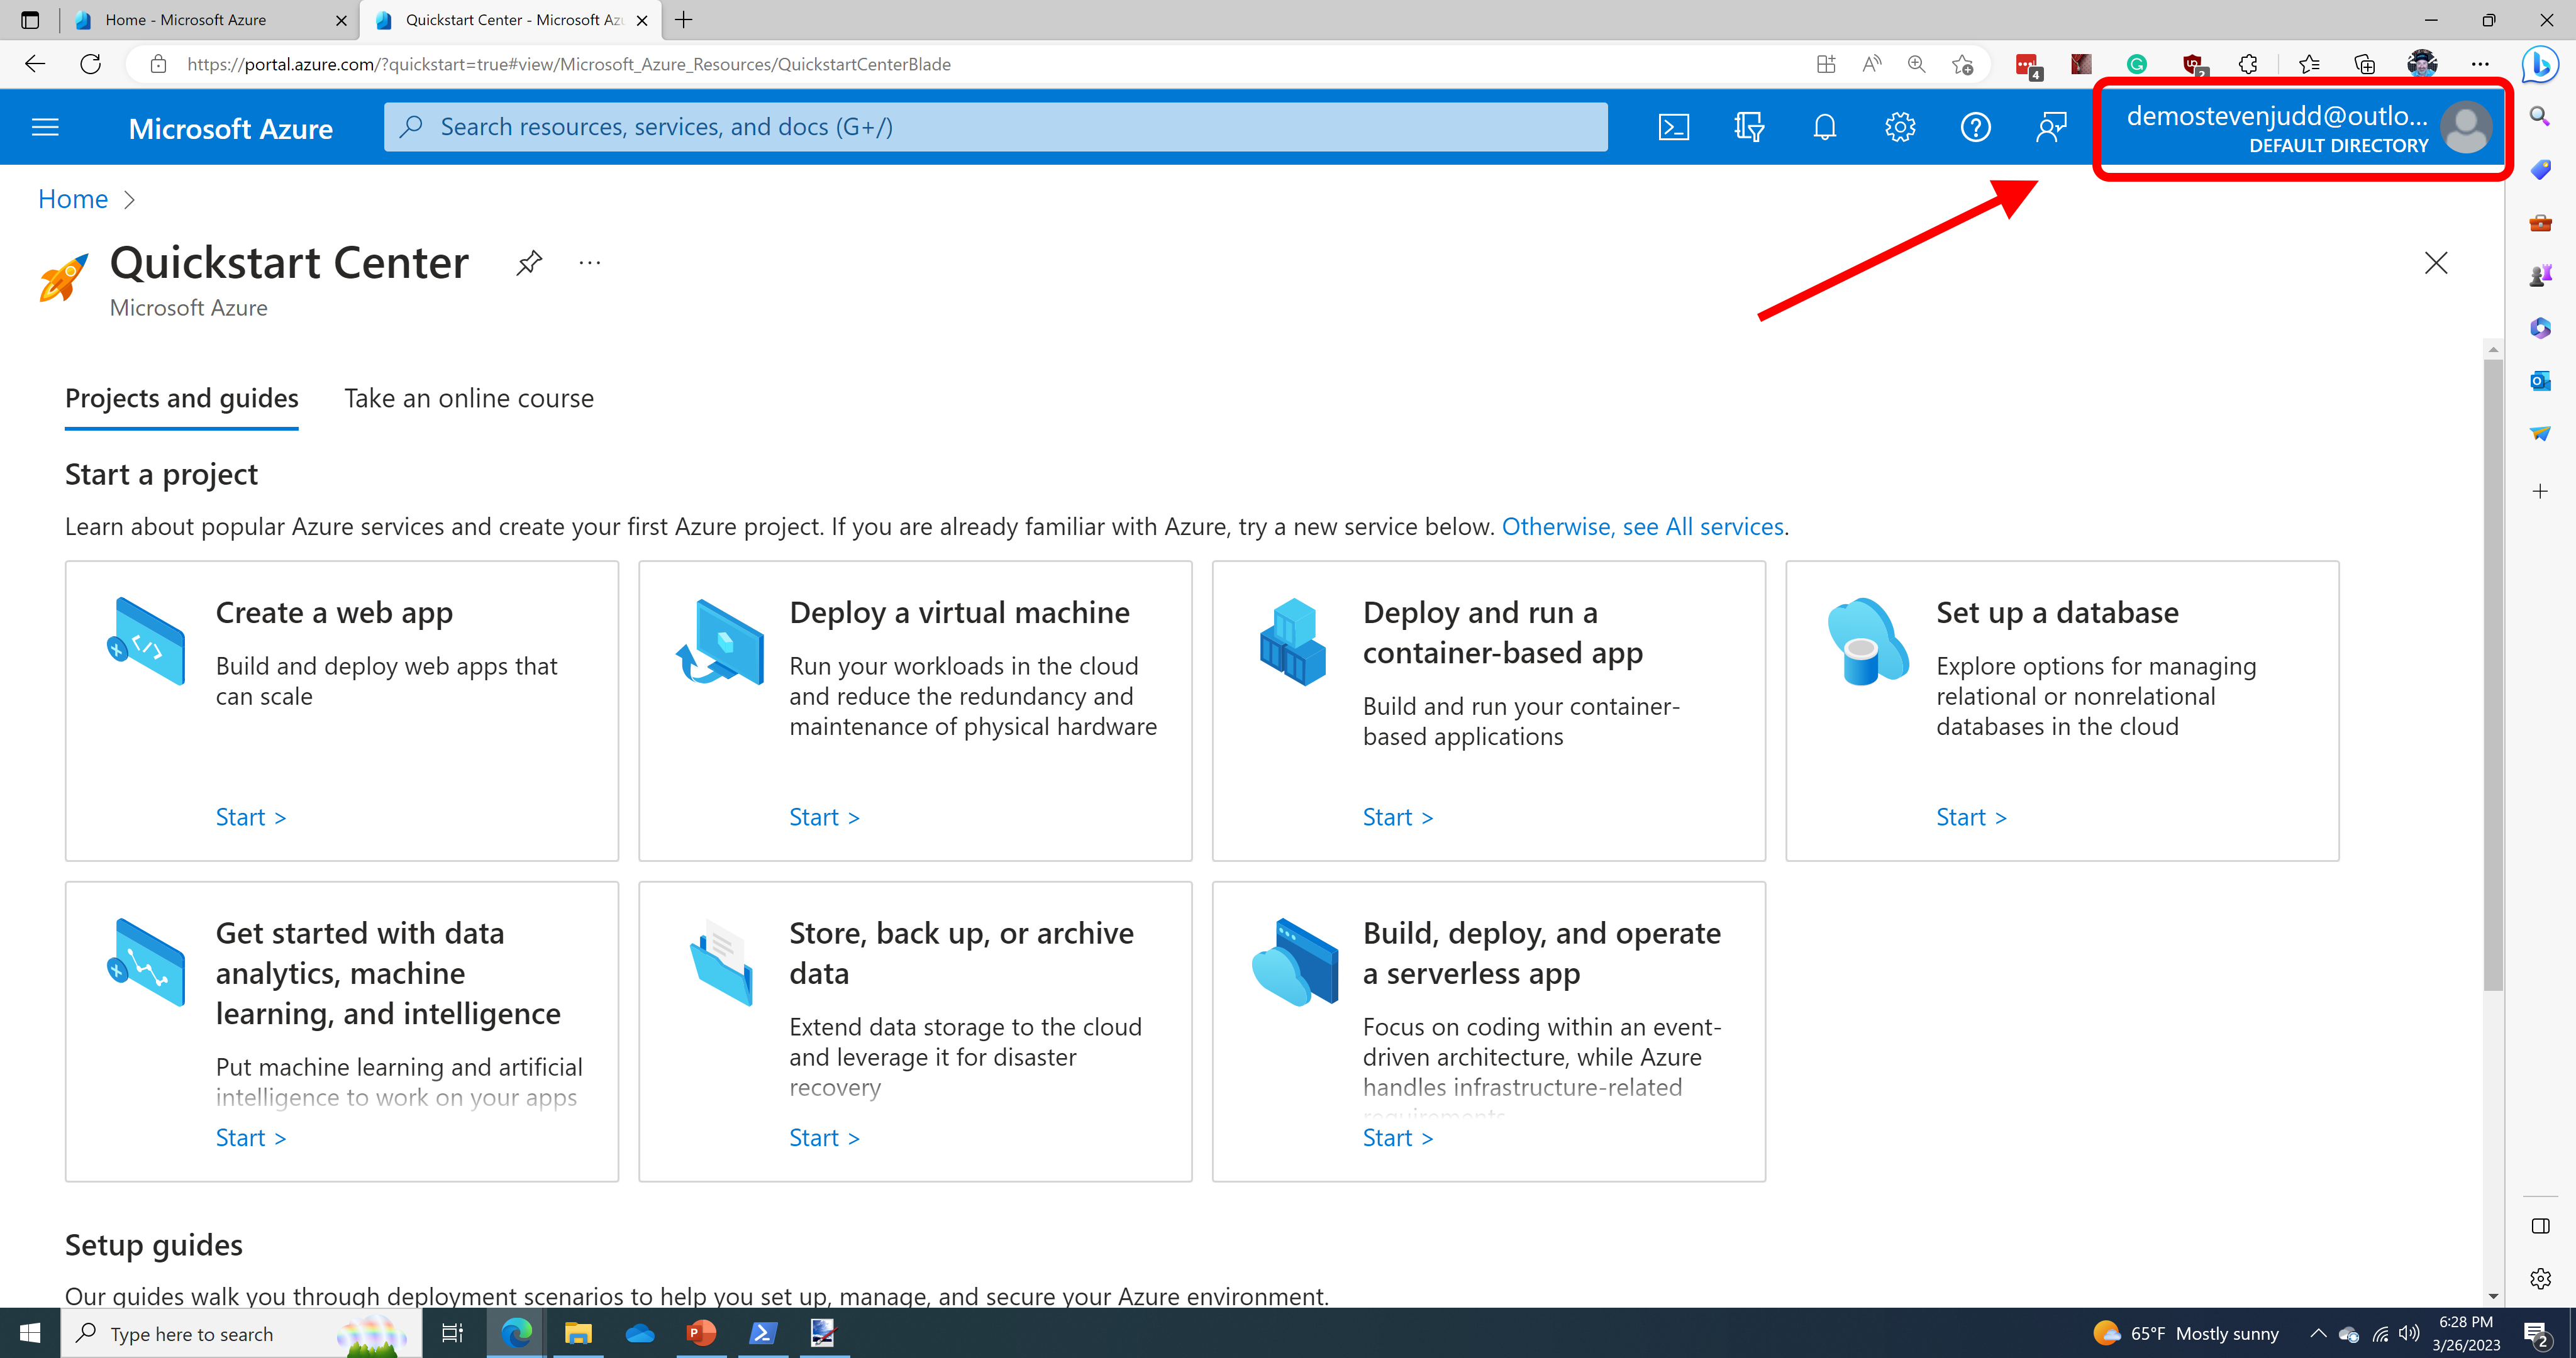 Home - Microsoft Azure
Quickstart Center - Microsoft Azu
https://portal.azure.com/?quickstart=true#view/Microsoft_Azure_Resources/QuickstartCenterBlade
4
2
Microsoft Azure
Search resources, services, and docs (G+/)
demostevenjudd@outlo...
DEFAULT DIRECTORY
Home
Quickstart Center
Microsoft Azure
Projects and guides
Take an online course
Start a project
Learn about popular Azure services and create your first Azure project. If you are already familiar with Azure, try a new service below. Otherwise, see All services.
Create a web app
Build and deploy web apps that
can scale
Start >
Deploy a virtual machine
Run your workloads in the cloud
and reduce the redundancy and
maintenance of physical hardware
Start >
Deploy and run a
container-based app
Build and run your container-
based applications
Start >
Set up a database
Explore options for managing
relational or nonrelational
databases in the cloud
Start >
Get started with data
analytics, machine
learning, and intelligence
Put machine learning and artificial
intelligence to work on your apps
Start >
Store, back up, or archive
data
Extend data storage to the cloud
and leverage it for disaster
recovery
Start >
Build, deploy, and operate
a serverless app
Focus on coding within an event-
driven architecture, while Azure
handles infrastructure-related
requirements
Start >
Setup guides
Our guides walk you through deployment scenarios to help you set up, manage, and secure your Azure environment.
Type here to search
65°F Mostly sunny
6:28 PM
3/26/2023
2